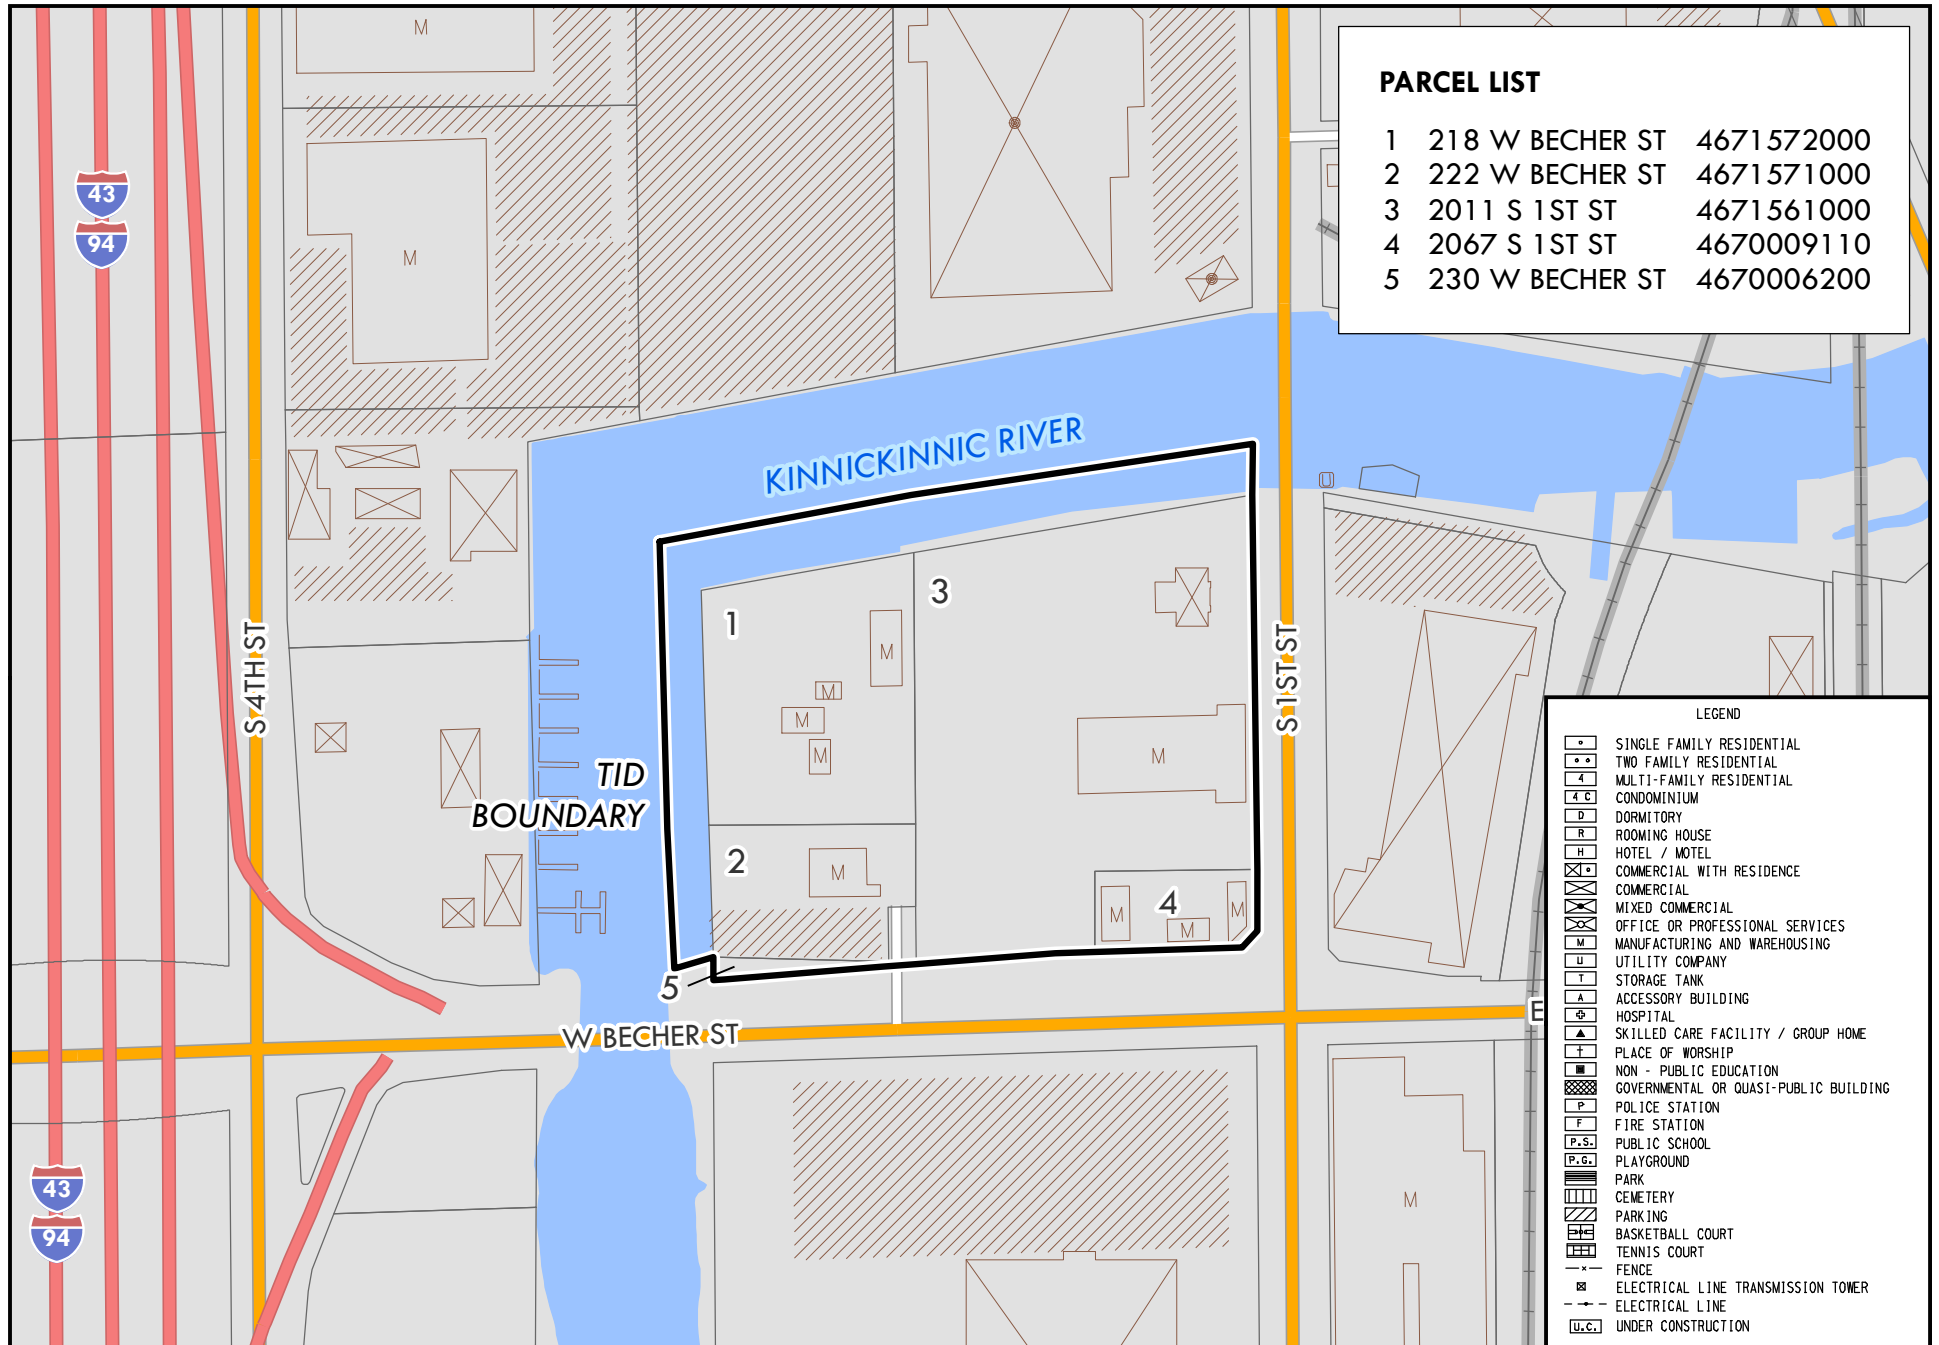 M
PARCEL LIST
1 218 W BECHER ST 4671572000
2 222 W BECHER ST 4671571000
3 2011 S 1ST ST 4671561000
4 2067 S 1ST ST 4670009110
5 230 W BECHER ST 4670006200
43
94
M
KINNICKINNIC RIVER
U
3
1
M
S 4TH ST
S 1ST ST
M
M
M
M
TID
BOUNDARY
2
M
4
M
M
M
5
W BECHER ST
E
M
43
94
LEGEND
SINGLE FAMILY RESIDENTIAL
TWO FAMILY RESIDENTIAL
4 MULTI-FAMILY RESIDENTIAL
4 C CONDOMINIUM
D DORMITORY
R ROOMING HOUSE
H HOTEL / MOTEL
COMMERCIAL WITH RESIDENCE
COMMERCIAL
MIXED COMMERCIAL
OFFICE OR PROFESSIONAL SERVICES
M MANUFACTURING AND WAREHOUSING
U UTILITY COMPANY
T STORAGE TANK
A ACCESSORY BUILDING
HOSPITAL
SKILLED CARE FACILITY / GROUP HOME
PLACE OF WORSHIP
NON - PUBLIC EDUCATION
GOVERNMENTAL OR QUASI-PUBLIC BUILDING
P POLICE STATION
F FIRE STATION
P.S. PUBLIC SCHOOL
P.G. PLAYGROUND
PARK
CEMETERY
PARKING
BASKETBALL COURT
TENNIS COURT
FENCE
ELECTRICAL LINE TRANSMISSION TOWER
ELECTRICAL LINE
U.C. UNDER CONSTRUCTION